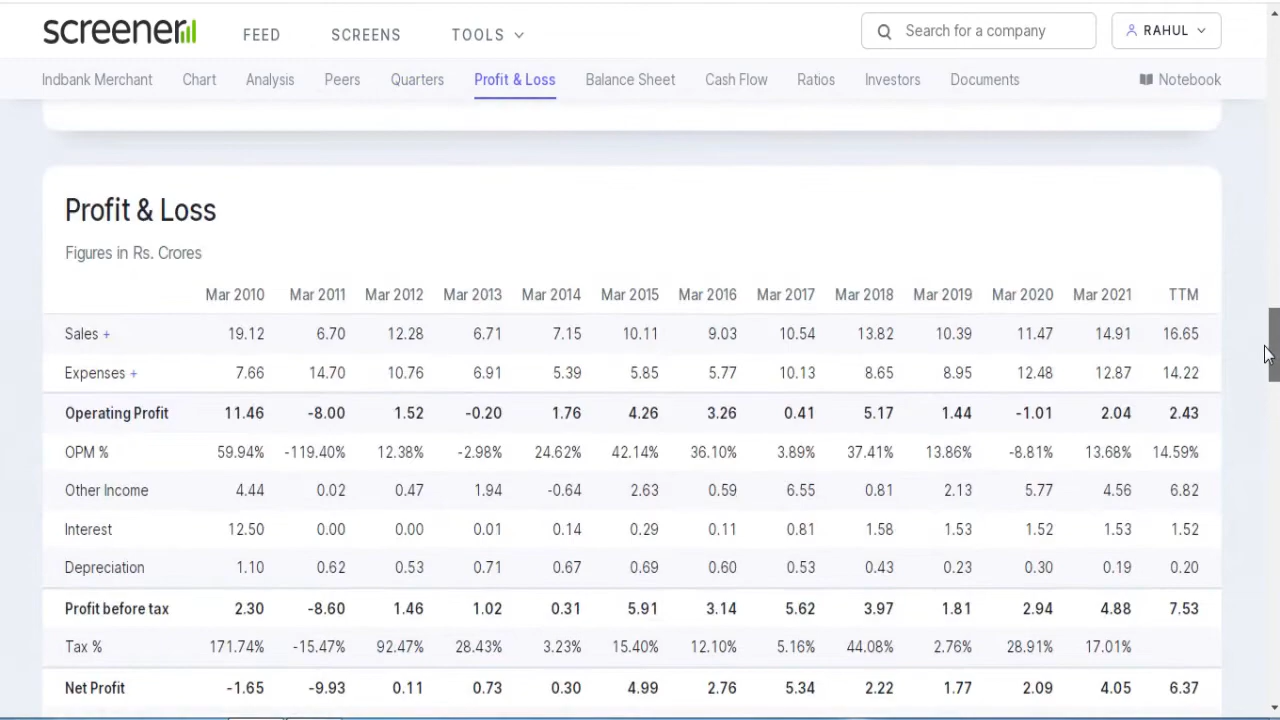 screener FEED SCREENS TOOLS Search for a company RAHUL
Indbank Merchant Chart Analysis Peers Quarters Profit & Loss Balance Sheet Cash Flow Ratios Investors Documents Notebook
Profit & Loss
Figures in Rs. Crores
Mar 2010 Mar 2011 Mar 2012 Mar 2013 Mar 2014 Mar 2015 Mar 2016 Mar 2017 Mar 2018 Mar 2019 Mar 2020 Mar 2021 TTM
Sales + 19.12 6.70 12.28 6.71 7.15 10.11 9.03 10.54 13.82 10.39 11.47 14.91 16.65
Expenses + 7.66 14.70 10.76 6.91 5.39 5.85 5.77 10.13 8.65 8.95 12.48 12.87 14.22
Operating Profit 11.46 -8.00 1.52 -0.20 1.76 4.26 3.26 0.41 5.17 1.44 -1.01 2.04 2.43
OPM % 59.94% -119.40% 12.38% -2.98% 24.62% 42.14% 36.10% 3.89% 37.41% 13.86% -8.81% 13.68% 14.59%
Other Income 4.44 0.02 0.47 1.94 -0.64 2.63 0.59 6.55 0.81 2.13 5.77 4.56 6.82
Interest 12.50 0.00 0.00 0.01 0.14 0.29 0.11 0.81 1.58 1.53 1.52 1.53 1.52
Depreciation 1.10 0.62 0.53 0.71 0.67 0.69 0.60 0.53 0.43 0.23 0.30 0.19 0.20
Profit before tax 2.30 -8.60 1.46 1.02 0.31 5.91 3.14 5.62 3.97 1.81 2.94 4.88 7.53
Tax % 171.74% -15.47% 92.47% 28.43% 3.23% 15.40% 12.10% 5.16% 44.08% 2.76% 28.91% 17.01%
Net Profit -1.65 -9.93 0.11 0.73 0.30 4.99 2.76 5.34 2.22 1.77 2.09 4.05 6.37